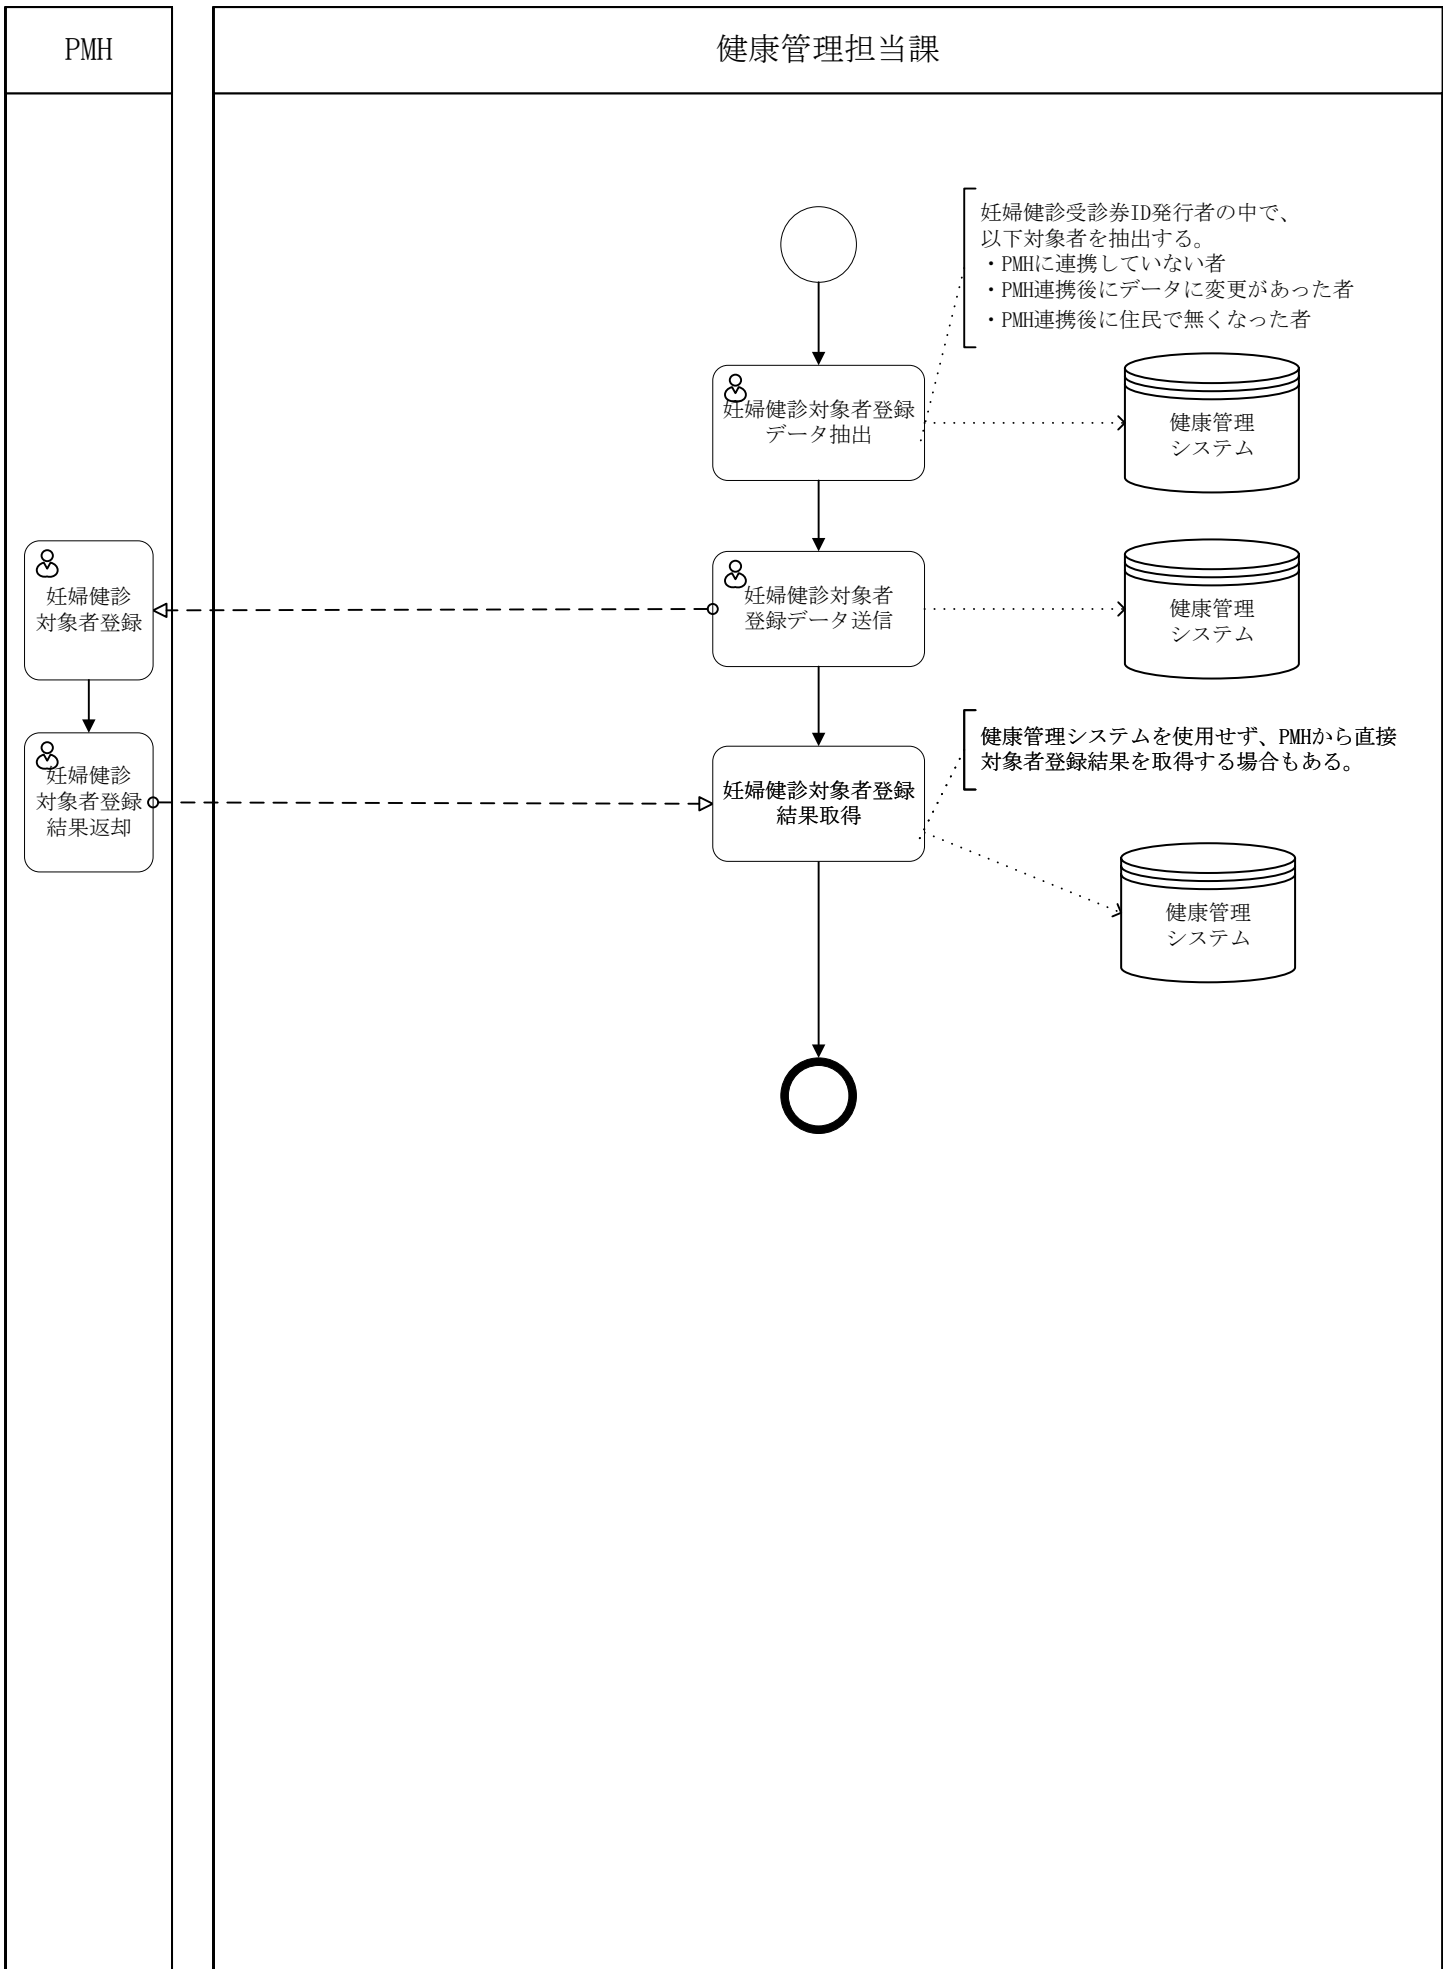 PMH
健康管理担当課
妊婦健診受診券ID発行者の中で、
以下対象者を抽出する。
・PMHに連携していない者
・PMH連携後にデータに変更があった者
・PMH連携後に住民で無くなった者
妊婦健診対象者登録
データ抽出
健康管理
システム
妊婦健診
対象者登録
妊婦健診対象者
登録データ送信
健康管理
システム
妊婦健診
対象者登録
結果返却
妊婦健診対象者登録
結果取得
健康管理システムを使用せず、PMHから直接
対象者登録結果を取得する場合もある。
健康管理
システム